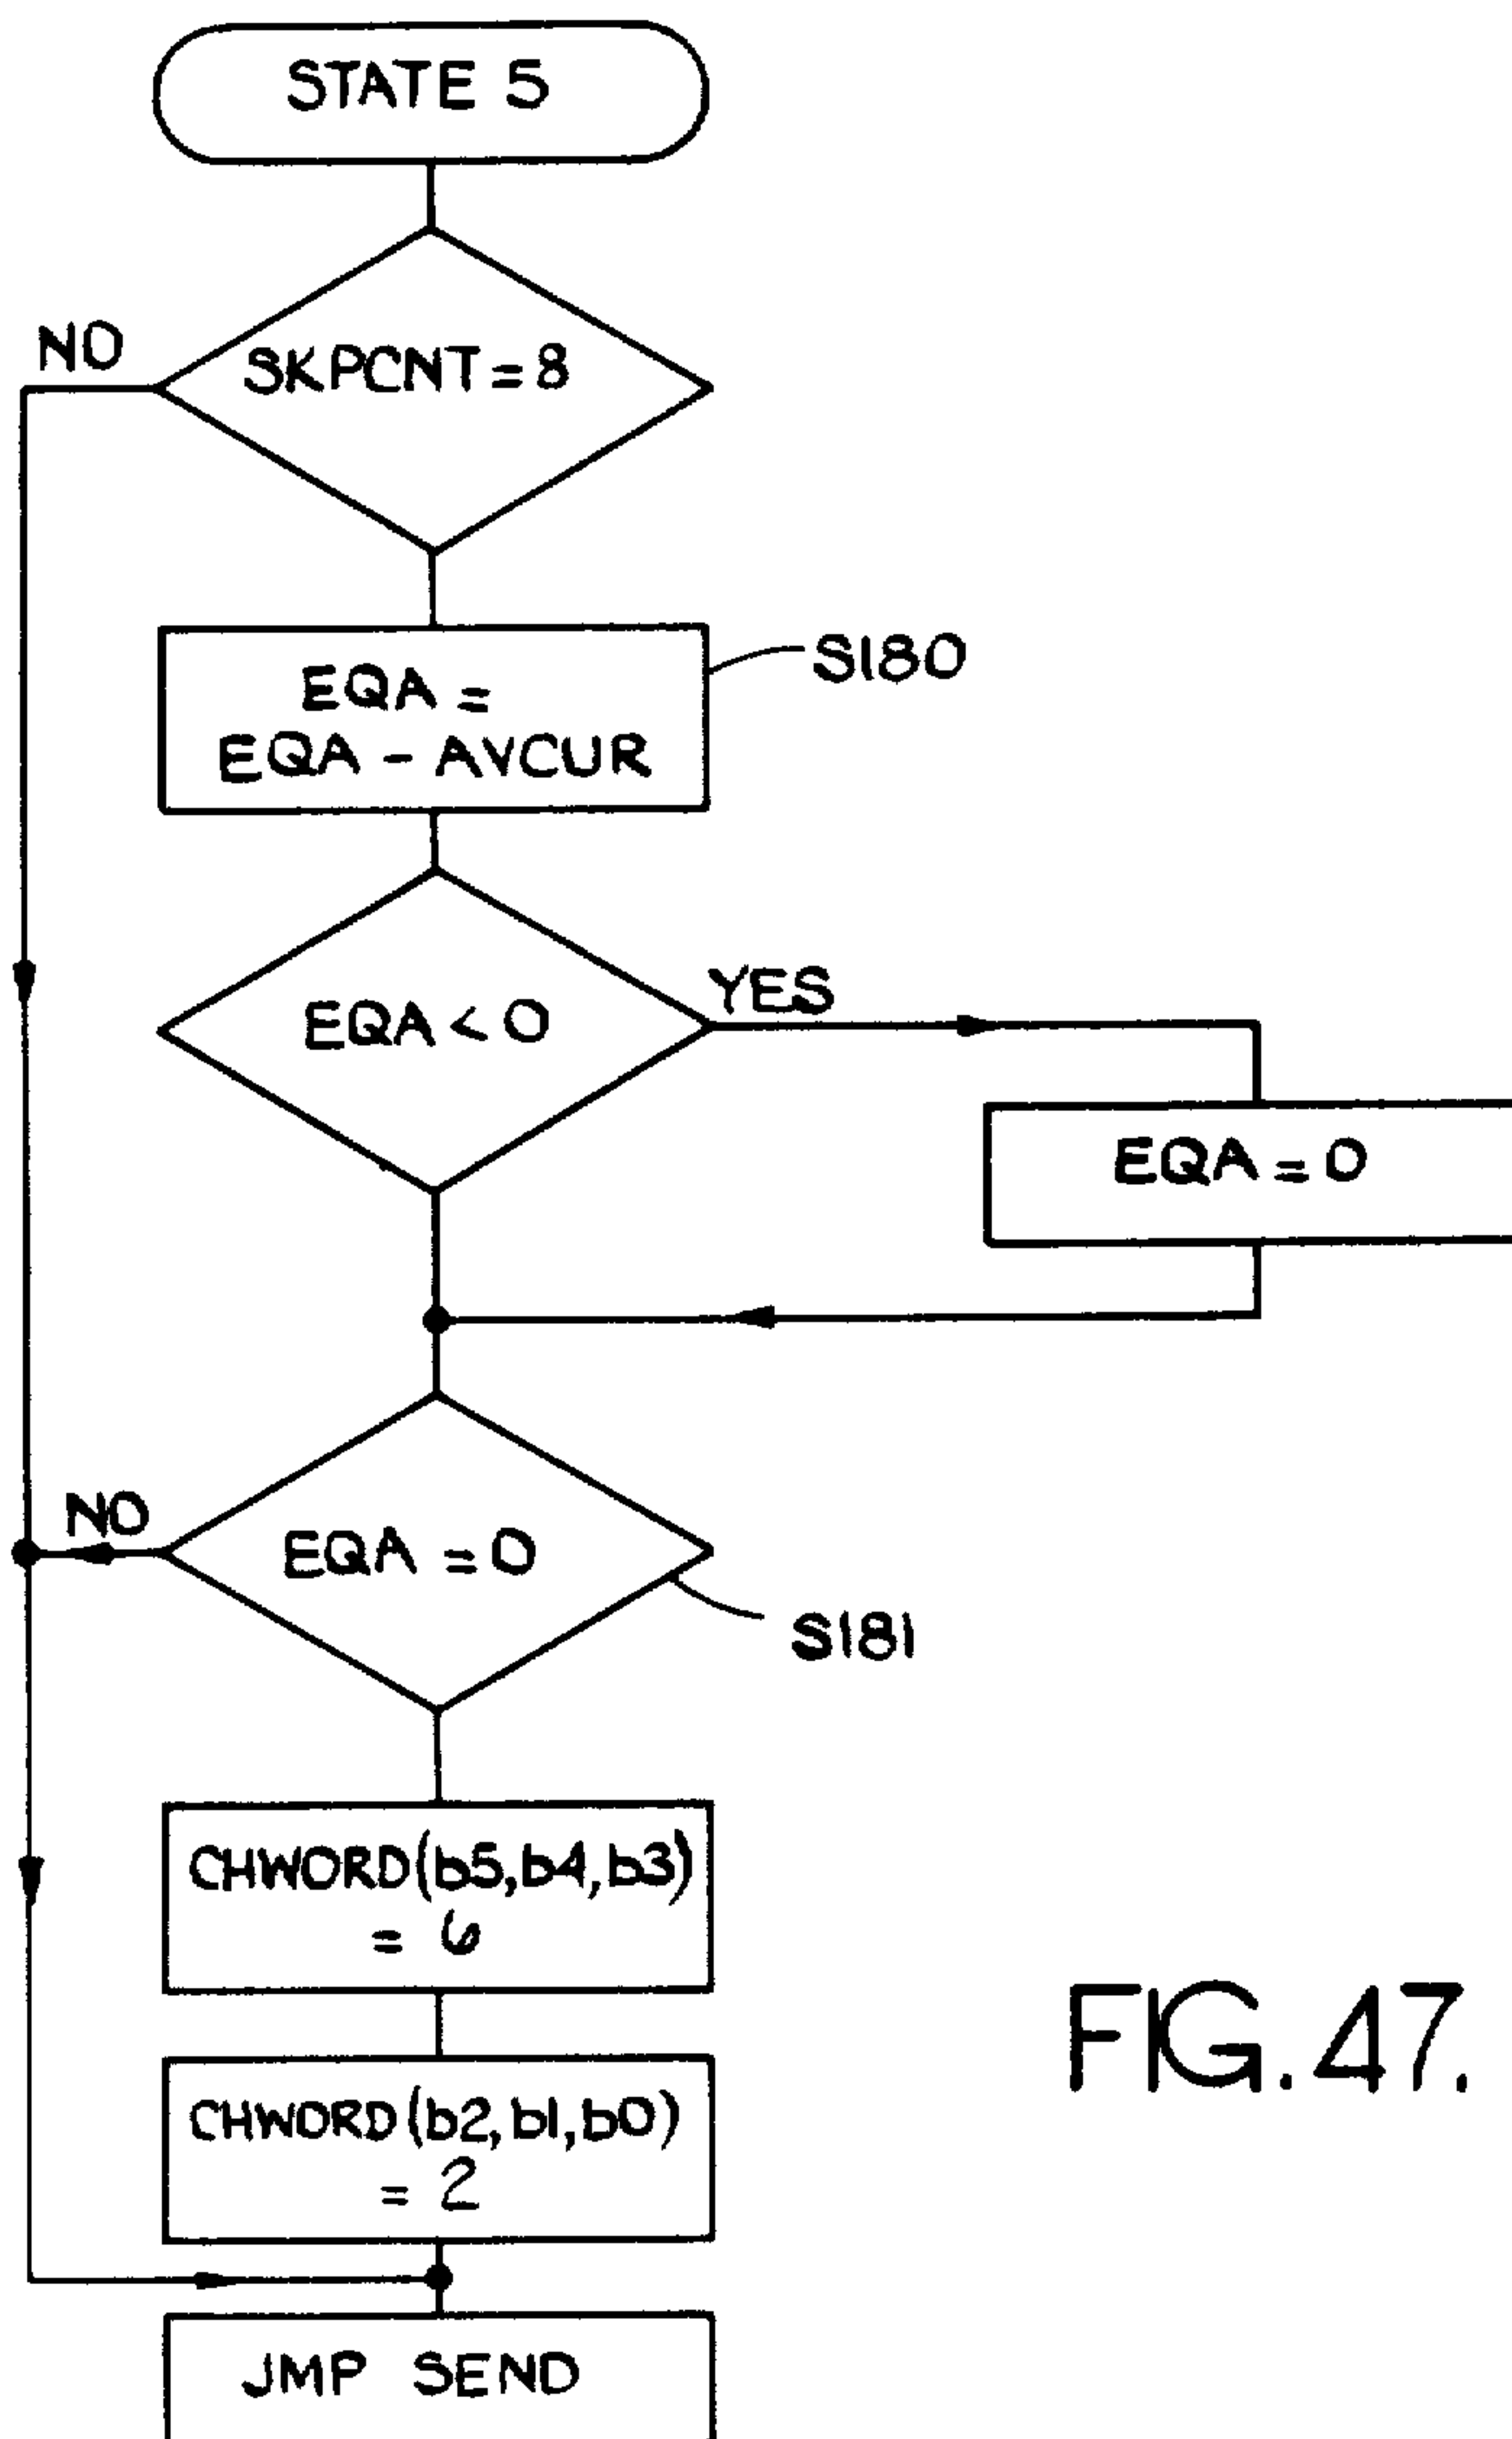 STATE 5
NO
SKPCNT=8
EQA =
EQA - AVCUR
S180
EQA < 0
YES
EQA = 0
NO
EQA = 0
S181
CHWORD(b5,b4,b3)
= 6
CHWORD(b2,b1,b0)
= 2
JMP SEND
FIG. 47.